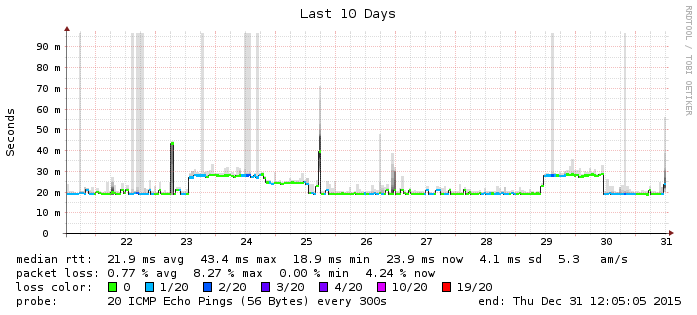 Last 10 Days
RRDTOOL / TOBI OETIKER
Seconds
90 m
80 m
70 m
60 m
50 m
40 m
30 m
20 m
10 m
0
22 23 24 25 26 27 28 29 30 31
median rtt: 21.9 ms avg 43.4 ms max 18.9 ms min 23.9 ms now 4.1 ms sd 5.3 am/s
packet loss: 0.77 % avg 8.27 % max 0.00 % min 4.24 % now
loss color: 0 1/20 2/20 3/20 4/20 10/20 19/20
probe: 20 ICMP Echo Pings (56 Bytes) every 300s end: Thu Dec 31 12:05:05 2015